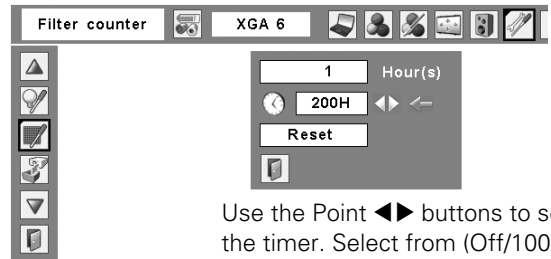 Filter counter XGA 6
1 Hour(s)
200H
Reset
Use the Point ◀▶ buttons to
the timer. Select from (Off/100